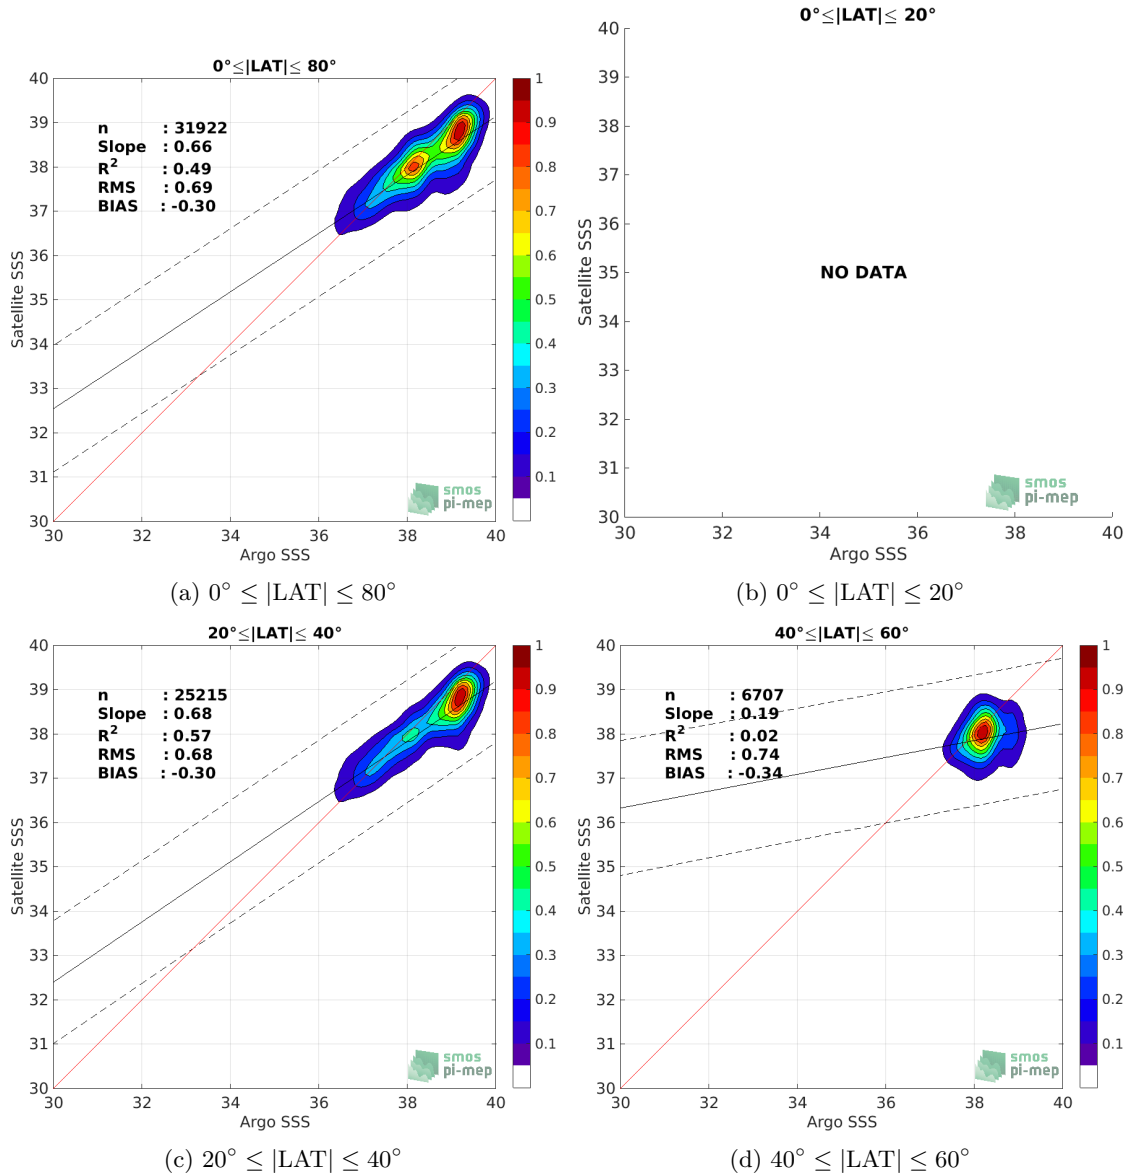 0°≤|LAT|≤ 80°
40
39
38
37
36
35
34
33
32
31
30
Satellite SSS
n : 31922
Slope : 0.66
R² : 0.49
RMS : 0.69
BIAS : -0.30
smos
pi-mep
30 32 34 36 38 40
Argo SSS
1
0.9
0.8
0.7
0.6
0.5
0.4
0.3
0.2
0.1
(a) 0° ≤ |LAT| ≤ 80°
0°≤|LAT|≤ 20°
40
39
38
37
36
35
34
33
32
31
30
Satellite SSS
NO DATA
smos
pi-mep
30 32 34 36 38 40
Argo SSS
(b) 0° ≤ |LAT| ≤ 20°
20°≤|LAT|≤ 40°
40
39
38
37
36
35
34
33
32
31
30
Satellite SSS
n : 25215
Slope : 0.68
R² : 0.57
RMS : 0.68
BIAS : -0.30
smos
pi-mep
30 32 34 36 38 40
Argo SSS
1
0.9
0.8
0.7
0.6
0.5
0.4
0.3
0.2
0.1
(c) 20° ≤ |LAT| ≤ 40°
40°≤|LAT|≤ 60°
40
39
38
37
36
35
34
33
32
31
30
Satellite SSS
n : 6707
Slope : 0.19
R² : 0.02
RMS : 0.74
BIAS : -0.34
smos
pi-mep
30 32 34 36 38 40
Argo SSS
1
0.9
0.8
0.7
0.6
0.5
0.4
0.3
0.2
0.1
(d) 40° ≤ |LAT| ≤ 60°